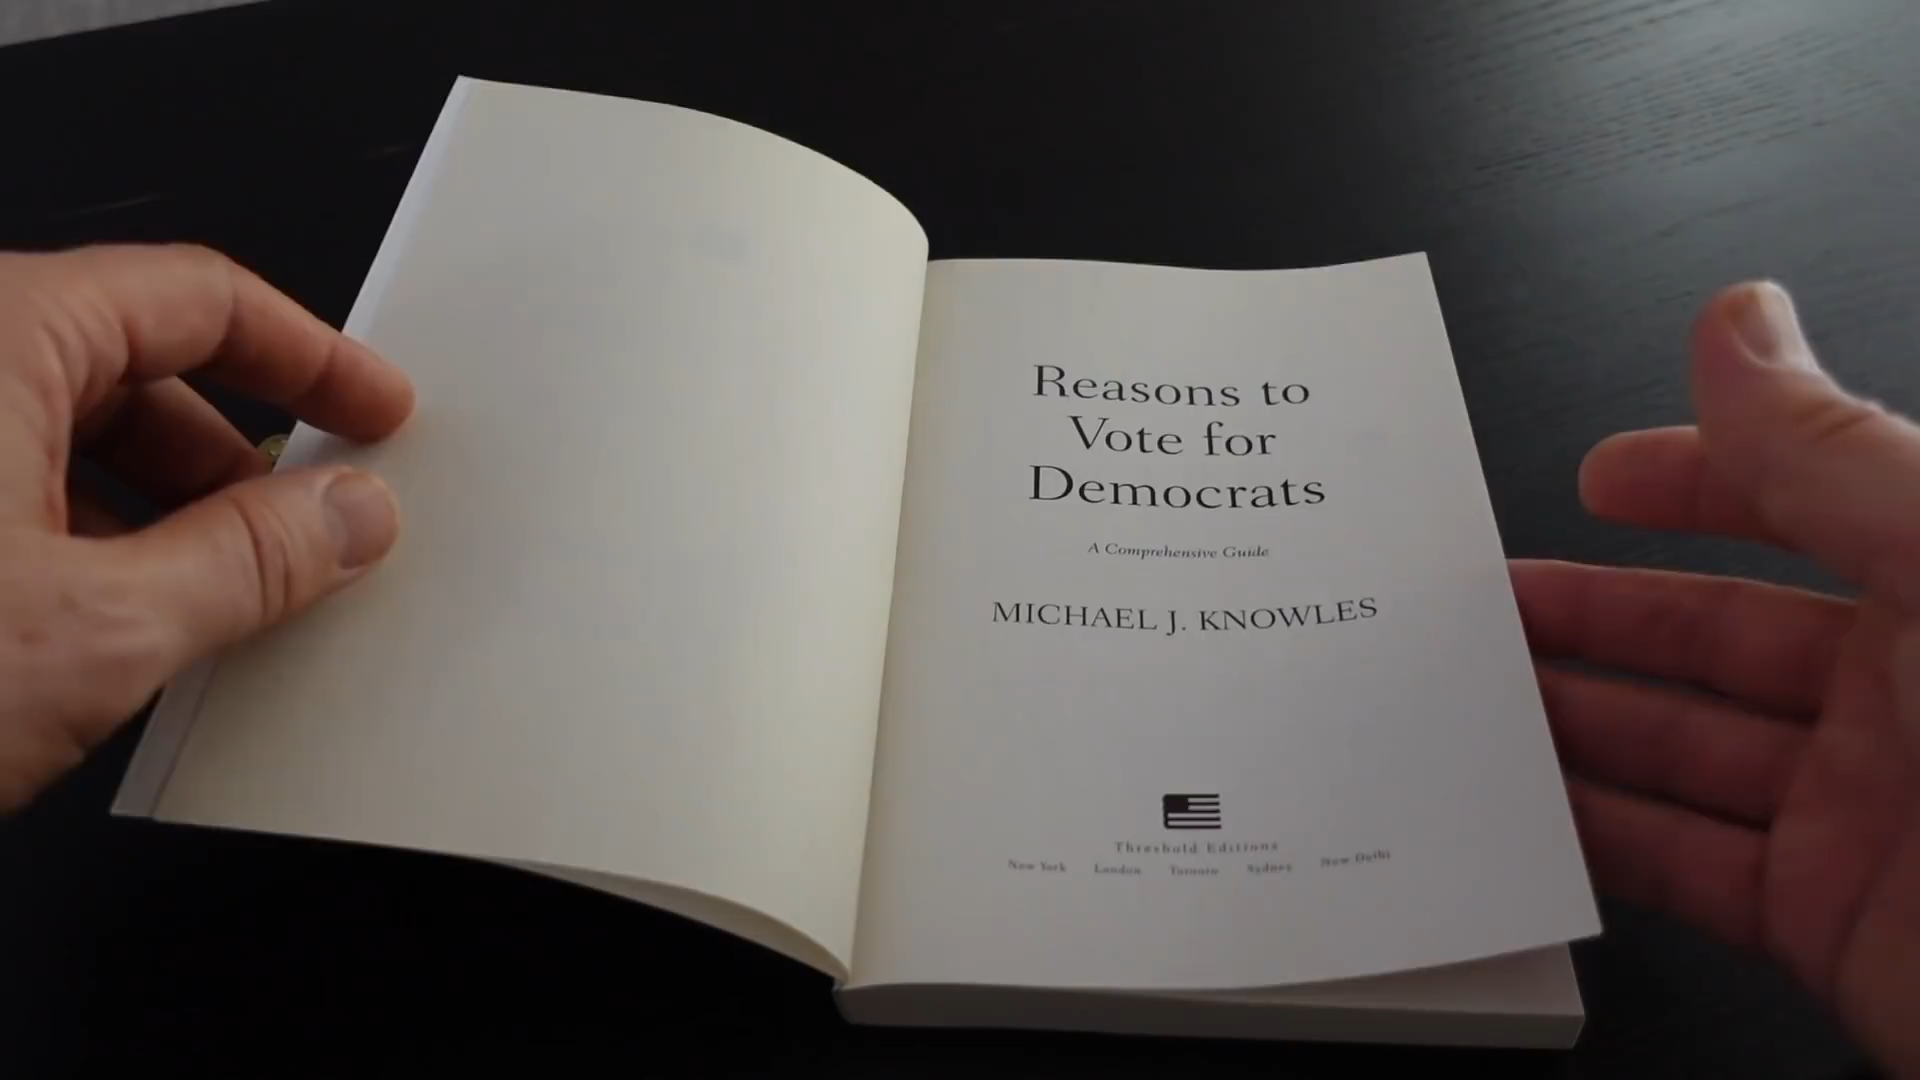 Reasons to
Vote for
Democrats
A Comprehensive Guide
MICHAEL J. KNOWLES
Threshold Editions
New York London Toronto Sydney New Delhi